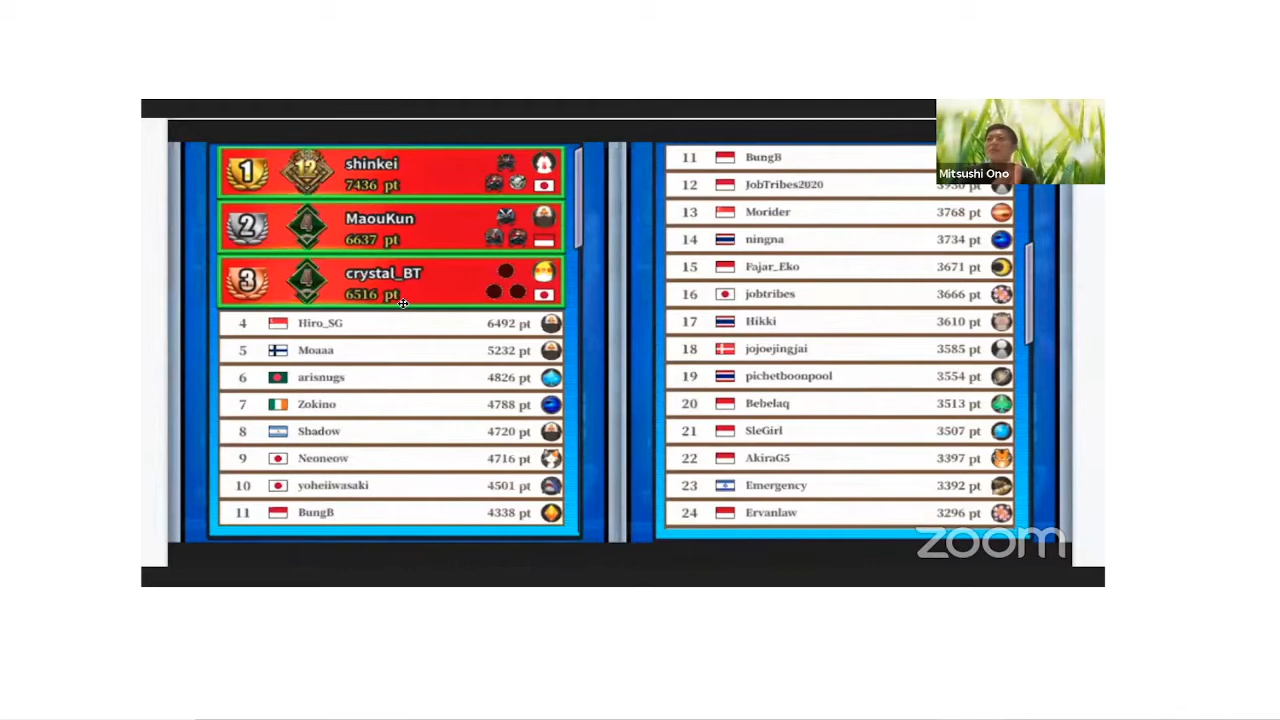 1 12 shinkei
7436 pt
2 4 MaouKun
6637 pt
3 4 crystal_BT
6516 pt
4 Hiro_SG 6492 pt
5 Moaaa 5232 pt
6 arisnugs 4826 pt
7 Zokino 4788 pt
8 Shadow 4720 pt
9 Neoneow 4716 pt
10 yoheiiwasaki 4501 pt
11 BungB 4338 pt
11 BungB
12 JobTribes2020 3930 pt
13 Morider 3768 pt
14 ningna 3734 pt
15 Fajar_Eko 3671 pt
16 jobtribes 3666 pt
17 Hikki 3610 pt
18 jojoejingjai 3585 pt
19 pichetboonpool 3554 pt
20 Bebelaq 3513 pt
21 SleGirl 3507 pt
22 AkiraG5 3397 pt
23 Emergency 3392 pt
24 Ervanlaw 3296 pt
Mitsushi Ono
zoom